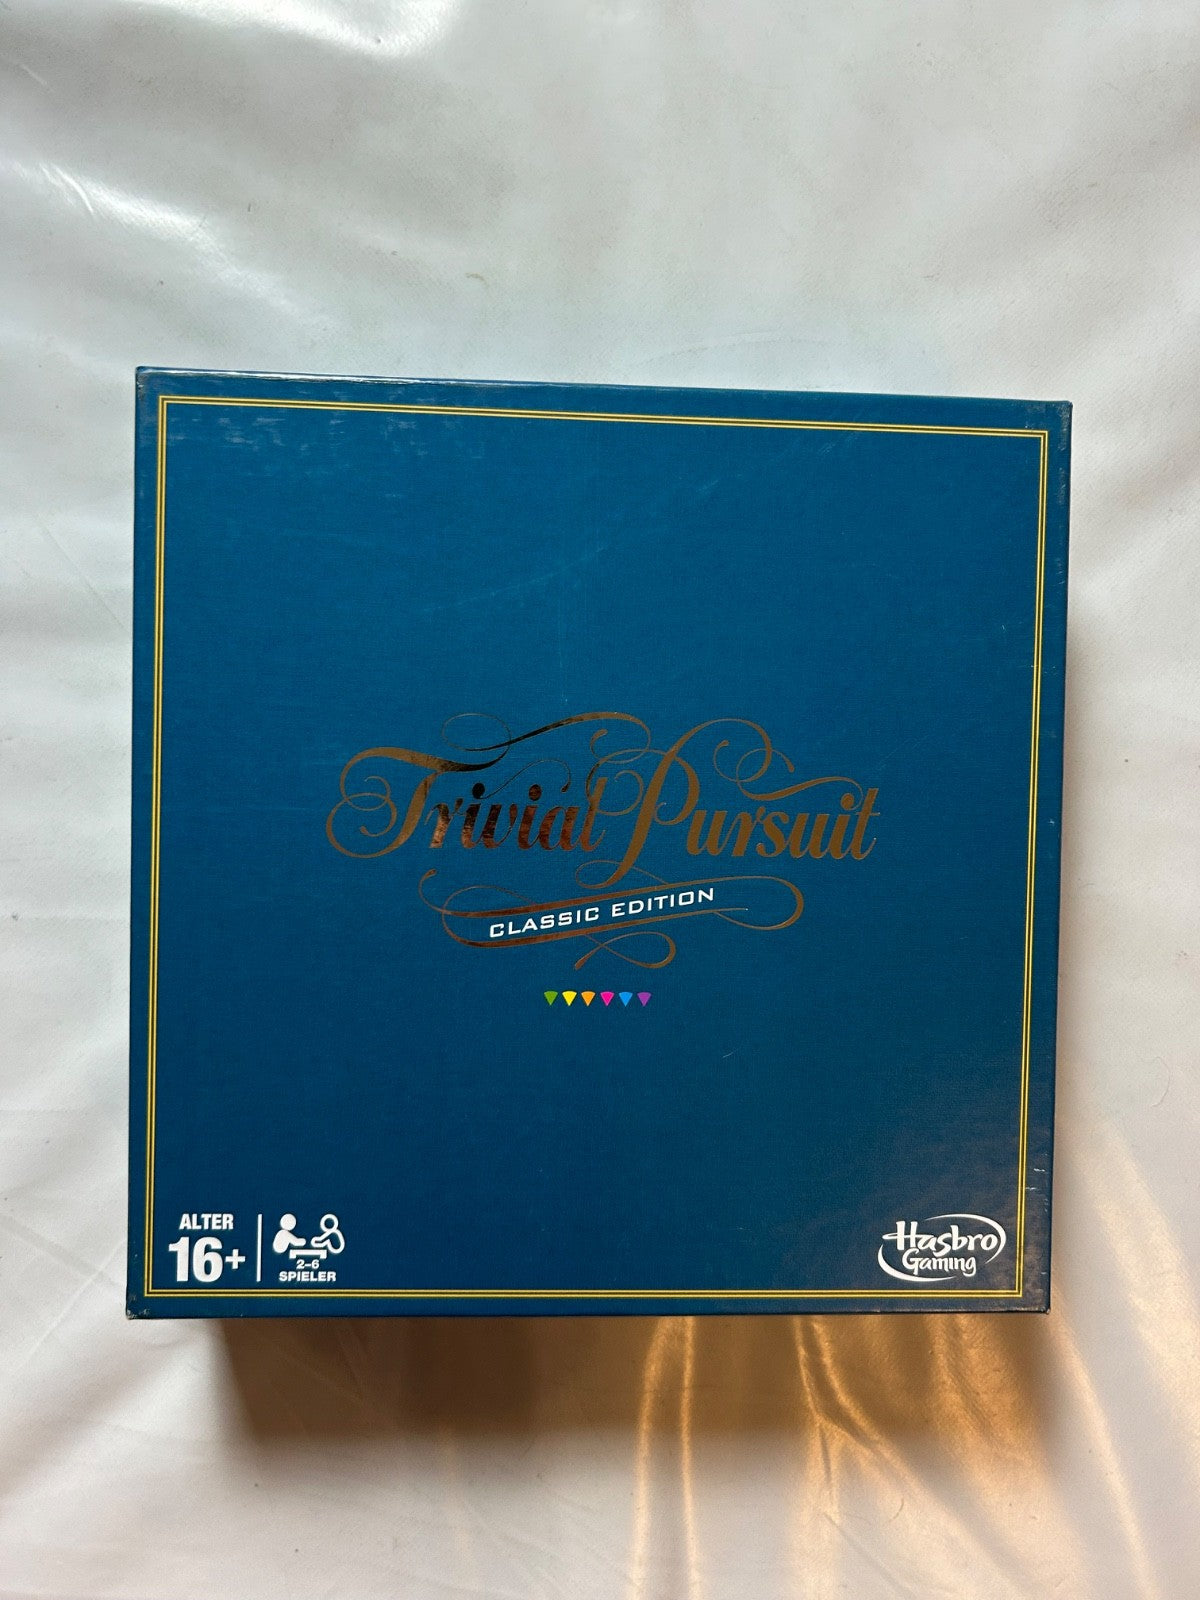 Trivial Pursuit
CLASSIC EDITION
ALTER
16+
2-6
SPIELER
Hasbro
Gaming